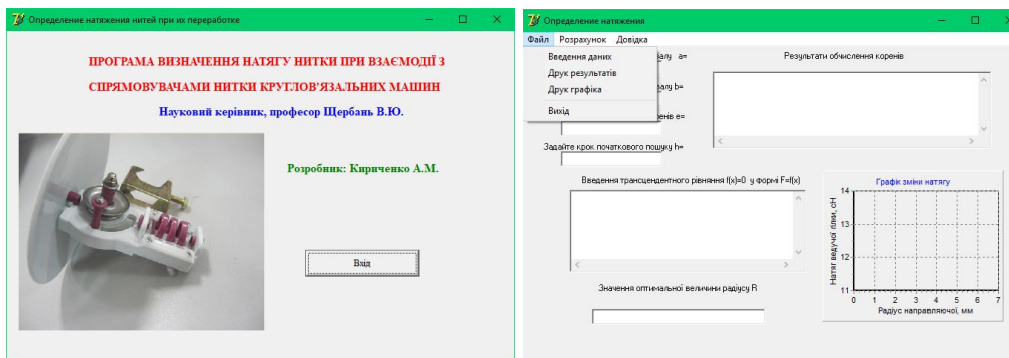 Определение натяжения нитей при их переработке
ПРОГРАМА ВИЗНАЧЕННЯ НАТЯГУ НИТКИ ПРИ ВЗАЄМОДІЇ З
СПРЯМОВУВАЧАМИ НИТКИ КРУГЛОВ'ЯЗАЛЬНИХ МАШИН
Науковий керівник, професор Щербань В.Ю.
Розробник: Кириченко А.М.
Вхід
Определение натяжения
Файл Розрахунок Довідка
Введення даних
Друк результатів
Друк графіка
Вихід
a=
b=
e=
Задайте крок початкового пошуку h=
Результати обчислення коренів
Введення трансцендентного рівняння f(x)=0 у формі F=f(x)
Значення оптимальної величини радіусу R
Графік зміни натягу
Натяг ведучої гілки, сН
14
13
12
11
0 1 2 3 4 5 6 7
Радіус направляючої, мм